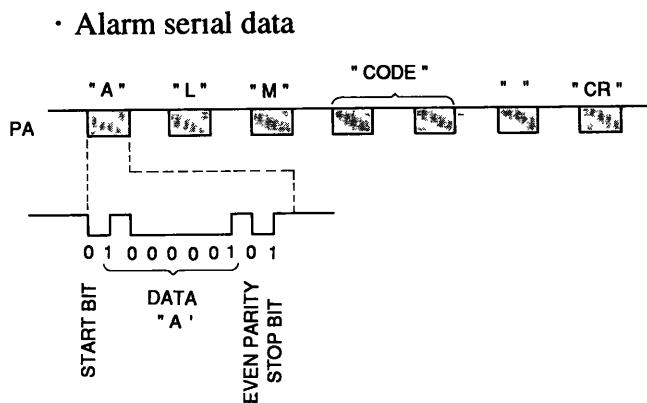 · Alarm serial data
"A" "L" "M" "CODE" " " "CR"
PA
0 1 0 0 0 0 0 1 0 1
START BIT
DATA
"A'
EVEN PARITY
STOP BIT